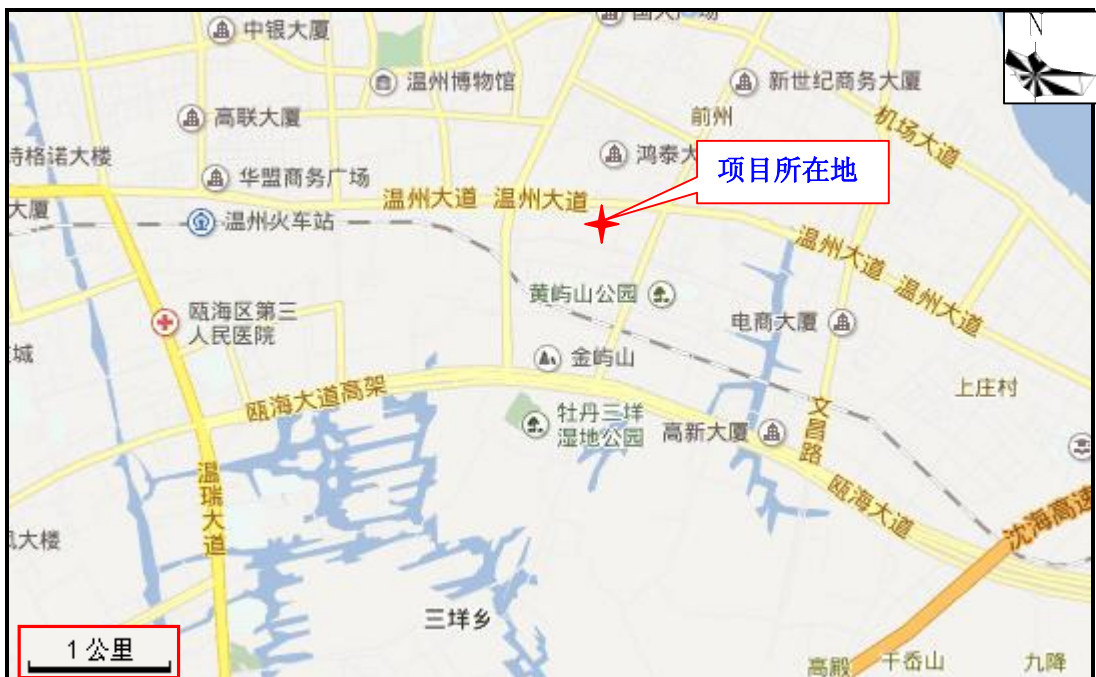 N
中银大厦
温州博物馆
新世纪商务大厦
高联大厦
前州
机场大道
特格诺大楼
鸿泰大
华盟商务广场
项目所在地
温州大道
温州大道
大厦
温州火车站
温州大道
温州大道
黄屿山公园
瓯海区第三
人民医院
电商大厦
城
金屿山
上庄村
瓯海大道高架
牡丹三垟
湿地公园
文昌路
高新大厦
温瑞大道
瓯海大道
沈海高速
大楼
三垟乡
1 公里
高殿
干岙山
九降